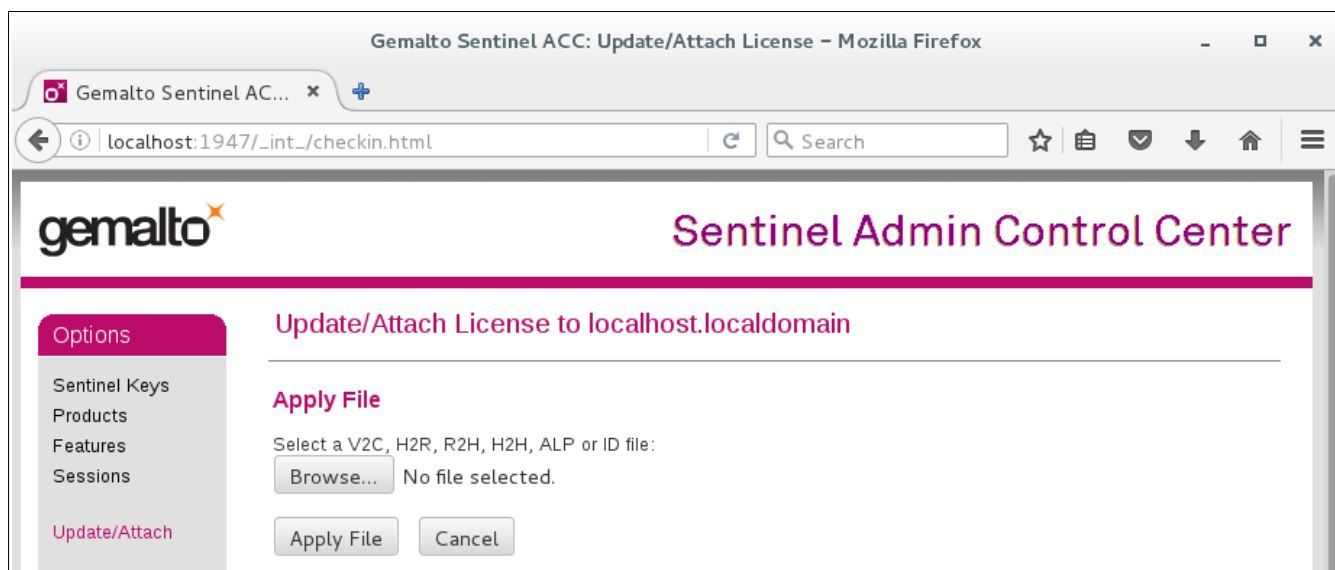 Gemalto Sentinel ACC: Update/Attach License – Mozilla Firefox
Gemalto Sentinel AC...
localhost:1947/_int_/checkin.html
Search
gemalto
Sentinel Admin Control Center
Options
Sentinel Keys
Products
Features
Sessions
Update/Attach
Update/Attach License to localhost.localdomain
Apply File
Select a V2C, H2R, R2H, H2H, ALP or ID file:
Browse... No file selected.
Apply File Cancel